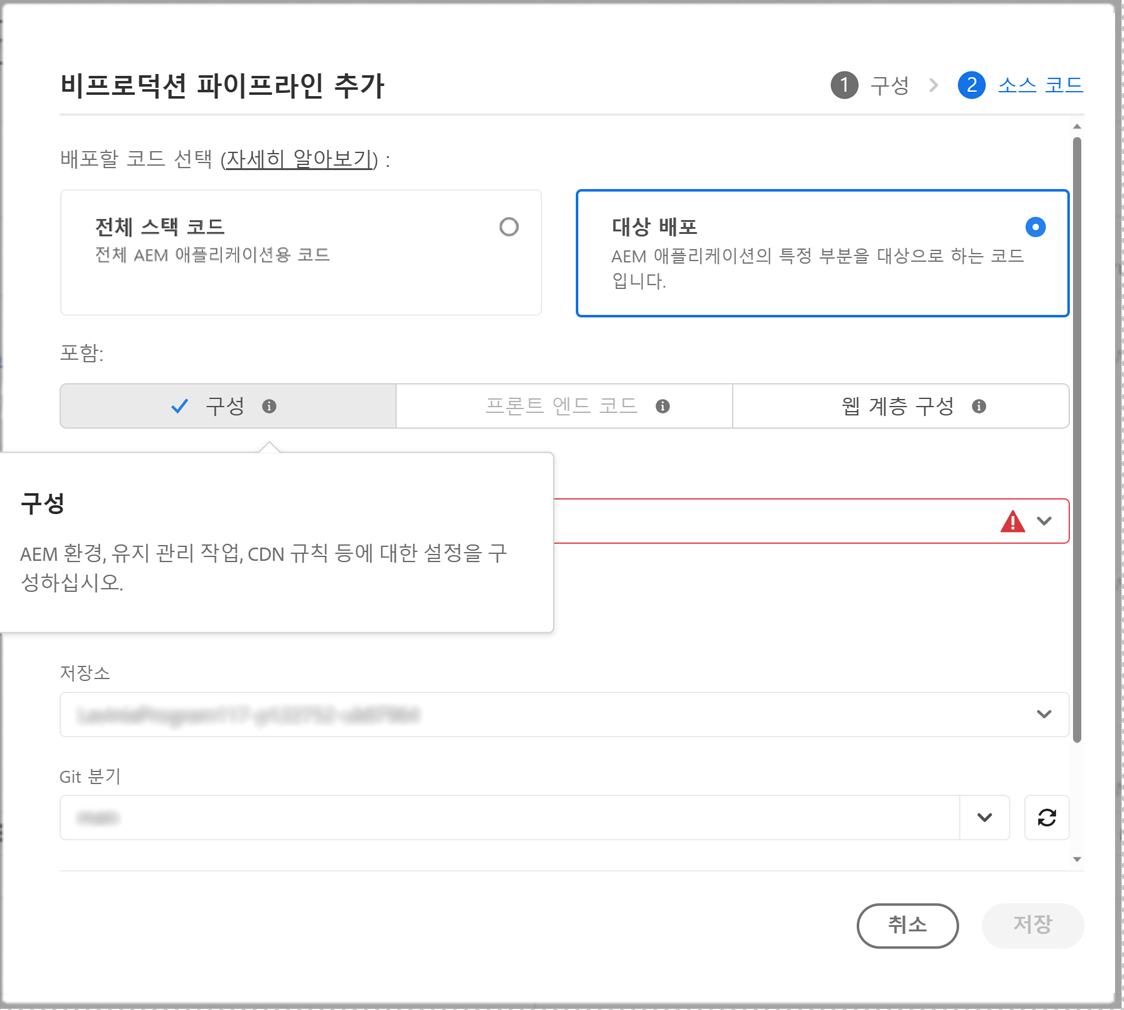 비프로덕션 파이프라인 추가
1 구성 2 소스 코드
배포할 코드 선택 (자세히 알아보기) :
전체 스택 코드
전체 AEM 애플리케이션용 코드
대상 배포
AEM 애플리케이션의 특정 부분을 대상으로 하는 코드
입니다.
포함:
구성 프론트 엔드 코드 웹 계층 구성
구성
AEM 환경, 유지 관리 작업, CDN 규칙 등에 대한 설정을 구
성하십시오.
저장소
Git 분기
취소 저장